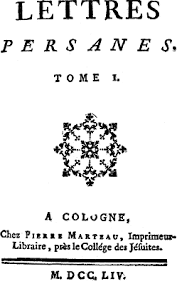 LETTRES
PERSANES.
TOME I.
A COLOGNE,
Chez PIERRE MARTEAU, Imprimeur-
Libraire, près le Collége des Jésuites.
M. DCC. LIV.